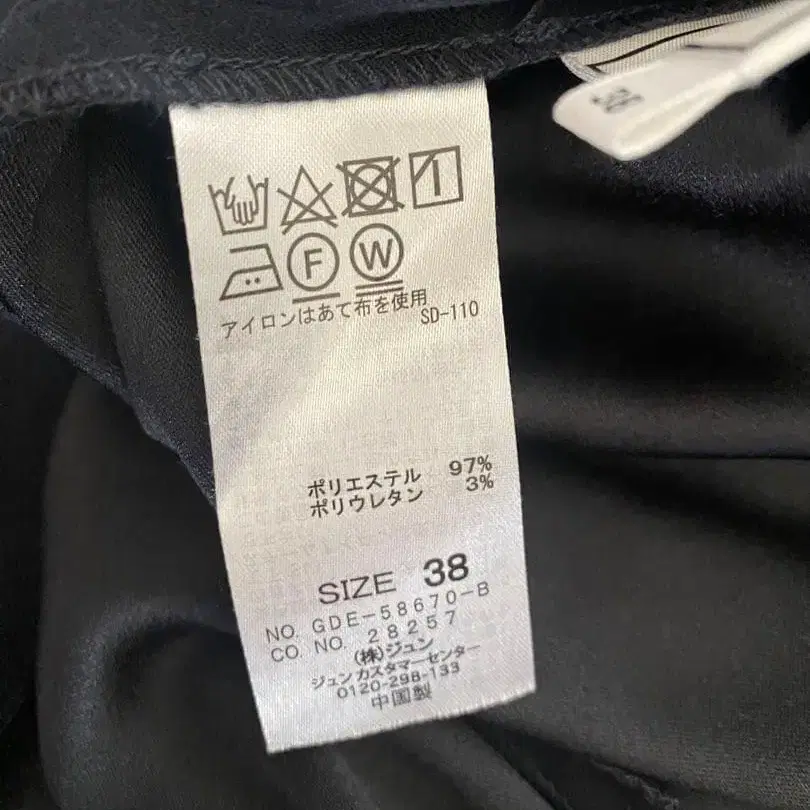 38
F W
アイロンはあて布を使用
SD-110
ポリエステル 97%
ポリウレタン 3%
SIZE 38
NO. GDE-58670-B
CO. NO. 28257
(株)ジュン
ジュンカスタマーセンター
0120-298-133
中国製